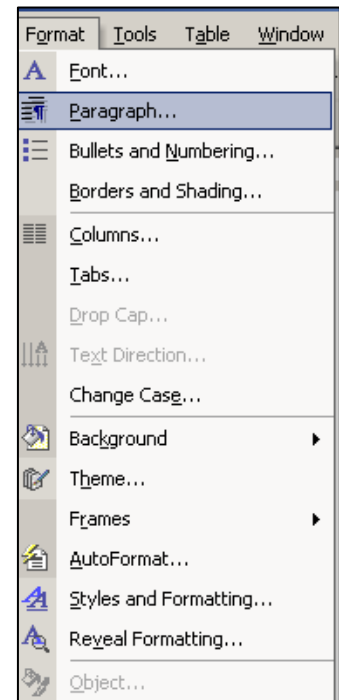 Format Tools Table Window
Font...
Paragraph...
Bullets and Numbering...
Borders and Shading...
Columns...
Tabs...
Drop Cap...
Text Direction...
Change Case...
Background
Theme...
Frames
AutoFormat...
Styles and Formatting...
Reveal Formatting...
Object...